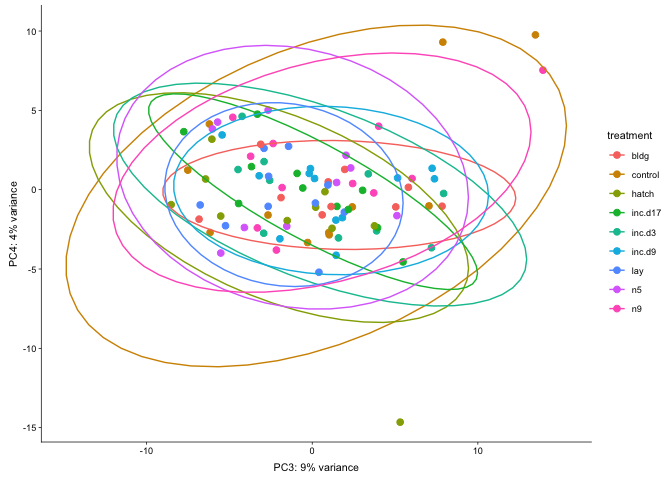 10
5
0
-5
-10
-15
PC4: 4% variance
-10
0
10
PC3: 9% variance
treatment
bldg
control
hatch
inc.d17
inc.d3
inc.d9
lay
n5
n9